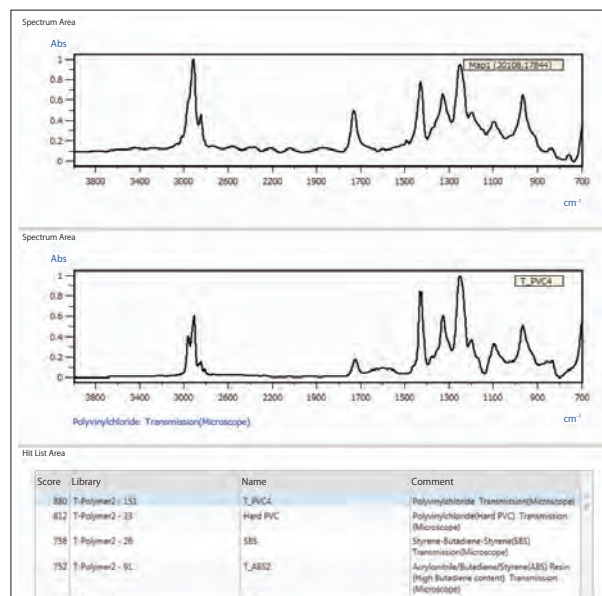 Spectrum Area
Abs
Map1 (20108,17844)
1
0.8
0.6
0.4
0.2
0
3800 3400 3000 2600 2200 1900 1700 1500 1300 1100 900 700
cm-1
Spectrum Area
Abs
T_PVC4
1
0.8
0.6
0.4
0.2
0
3800 3400 3000 2600 2200 1900 1700 1500 1300 1100 900 700
Polyvinylchloride Transmission(Microscope)
cm-1
Hit List Area
Score Library Name Comment
880 T-Polymer2 - 151 T_PVC4 Polyvinylchloride Transmission(Microscope)
812 T-Polymer2 - 33 Hard PVC Polyvinylchloride(Hard PVC) Transmission
(Microscope)
756 T-Polymer2 - 26 SBS Styrene-Butadiene-Styrene(SBS)
Transmission(Microscope)
752 T-Polymer2 - 91 T_ABS2 Acrylonitrile/Butadiene/Styrene(ABS) Resin
(High Butadiene content) Transmission
(Microscope)